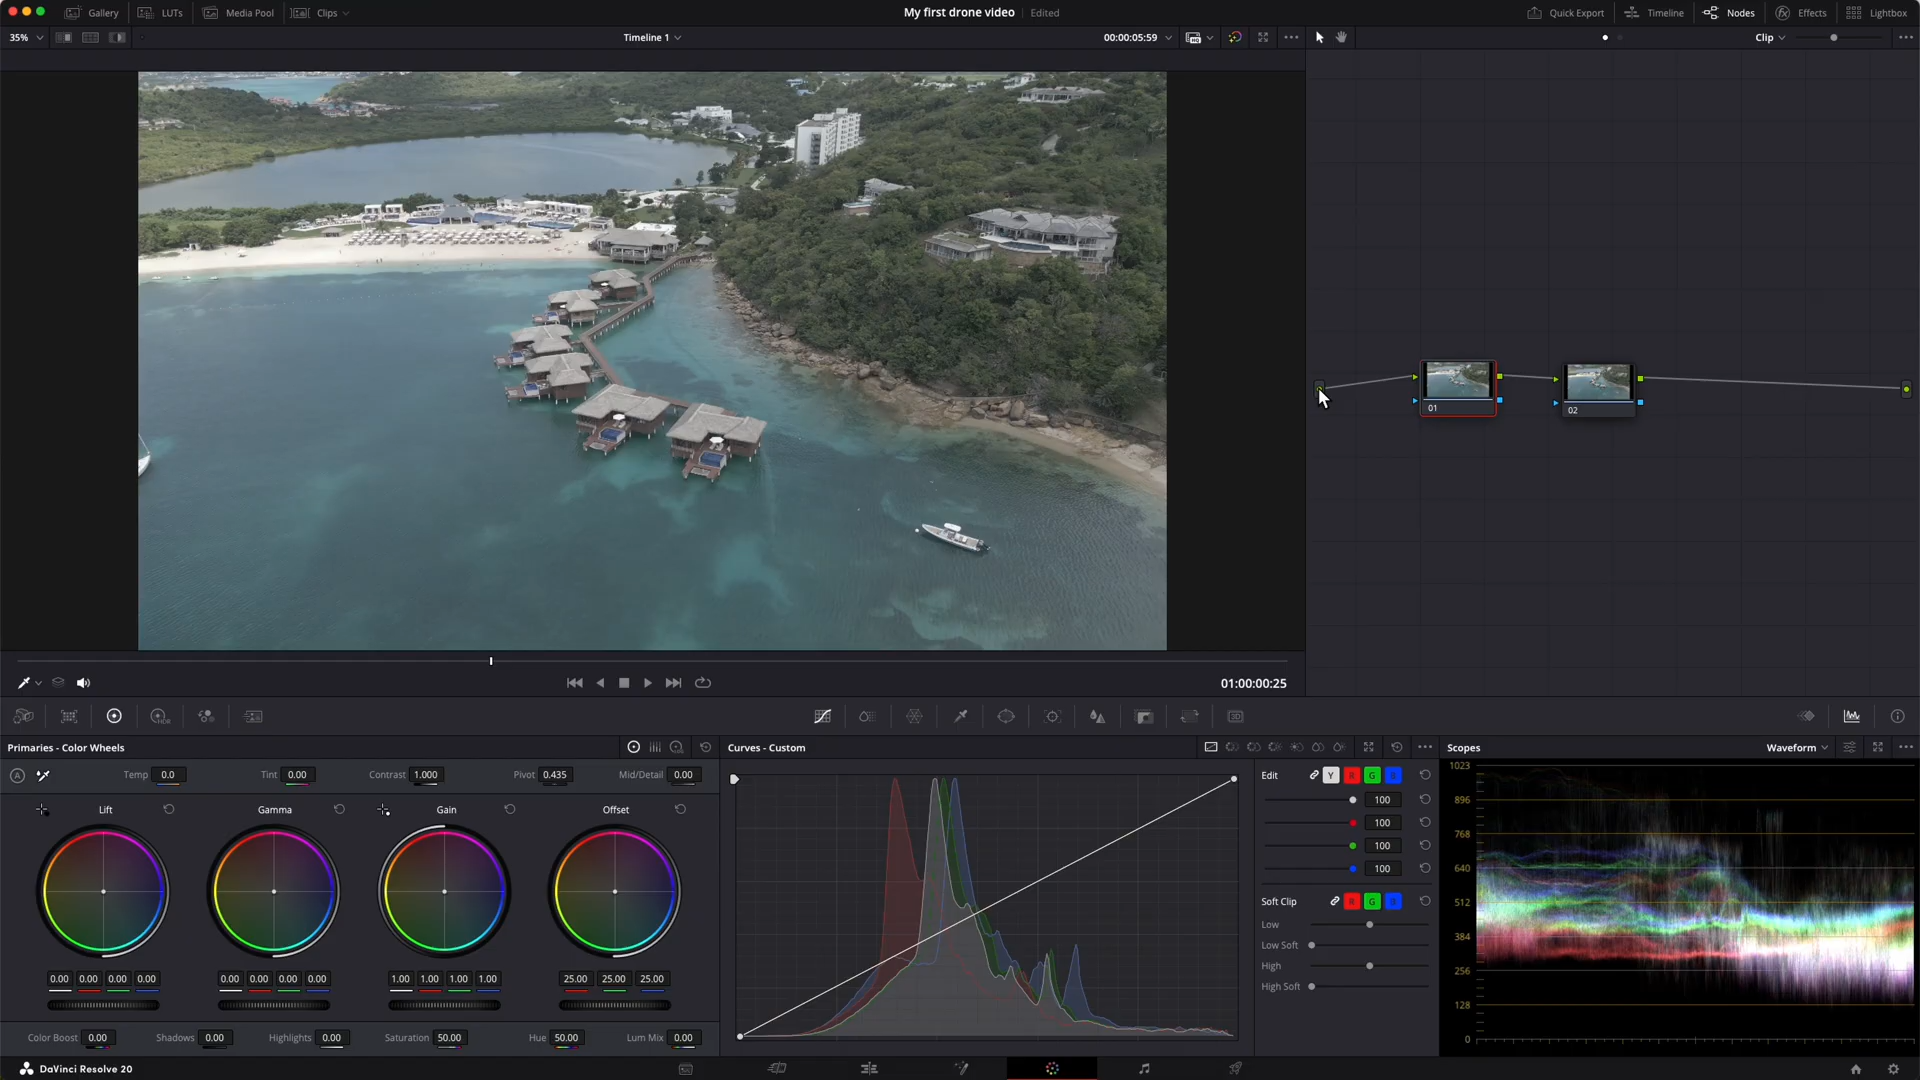 Gallery LUTs Media Pool Clips My first drone video Edited Quick Export Timeline Nodes Effects Lightbox
35% Timeline 1 00:00:05:59 Clip
01 02
01:00:00:25
Primaries - Color Wheels Curves - Custom Scopes Waveform
Temp 0.0 Tint 0.00 Contrast 1.000 Pivot 0.435 Mid/Detail 0.00
Lift Gamma Gain Offset
0.00 0.00 0.00 0.00 0.00 0.00 0.00 0.00 1.00 1.00 1.00 1.00 25.00 25.00 25.00
Color Boost 0.00 Shadows 0.00 Highlights 0.00 Saturation 50.00 Hue 50.00 Lum Mix 0.00
Edit Y R G B
100
100
100
100
Soft Clip R G B
Low
Low Soft
High
High Soft
1023
896
768
640
512
384
256
128
0
DaVinci Resolve 20